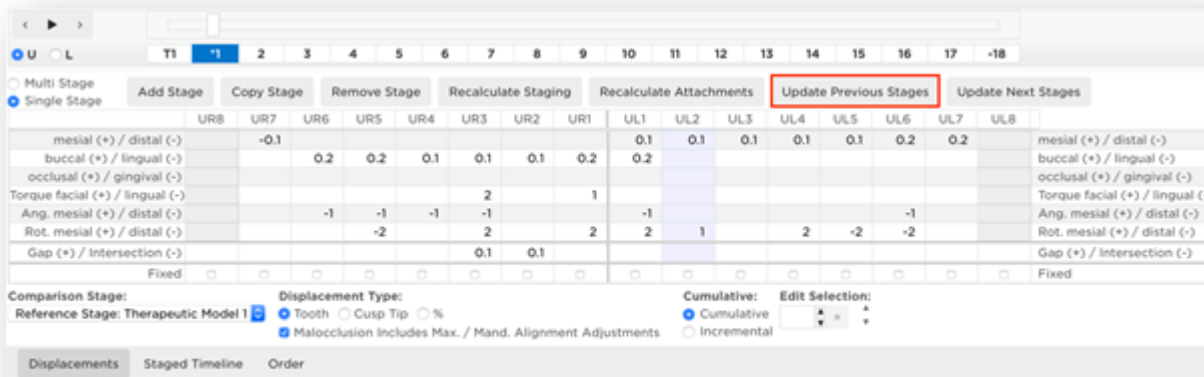 U L T1 *1 2 3 4 5 6 7 8 9 10 11 12 13 14 15 16 17 -18
Multi Stage
Single Stage
Add Stage Copy Stage Remove Stage Recalculate Staging Recalculate Attachments Update Previous Stages Update Next Stages
UR8 UR7 UR6 UR5 UR4 UR3 UR2 UR1 UL1 UL2 UL3 UL4 UL5 UL6 UL7 UL8
mesial (+) / distal (-) -0.1 0.1 0.1 0.1 0.1 0.1 0.2 0.2 mesial (+) / distal (-)
buccal (+) / lingual (-) 0.2 0.2 0.1 0.1 0.1 0.2 0.2 buccal (+) / lingual (-)
occlusal (+) / gingival (-) occlusal (+) / gingival (-)
Torque facial (+) / lingual (-) 2 1 Torque facial (+) / lingual (
Ang. mesial (+) / distal (-) -1 -1 -1 -1 -1 -1 Ang. mesial (+) / distal (-)
Rot. mesial (+) / distal (-) -2 2 2 2 1 2 -2 -2 Rot. mesial (+) / distal (-)
Gap (+) / Intersection (-) 0.1 0.1 Gap (+) / Intersection (-)
Fixed Fixed
Comparison Stage: Displacement Type: Cumulative: Edit Selection:
Reference Stage: Therapeutic Model 1 Tooth Cusp Tip % Cumulative =
Malocclusion Includes Max. / Mand. Alignment Adjustments Incremental
Displacements Staged Timeline Order